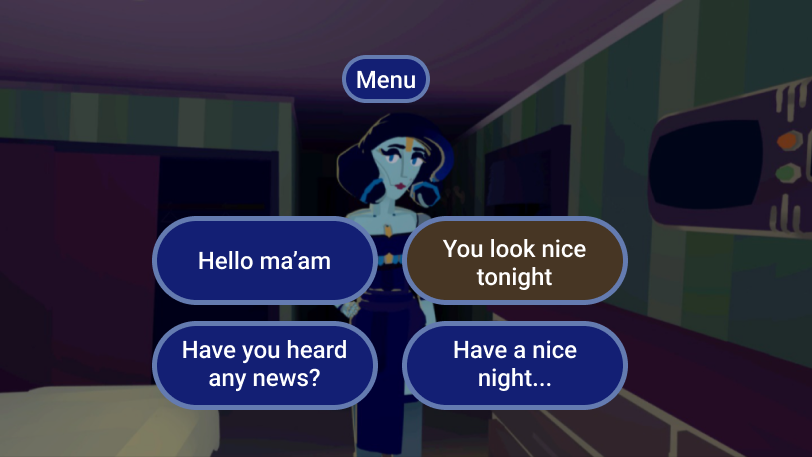 Menu
Hello ma’am
You look nice
tonight
Have you heard
any news?
Have a nice
night...